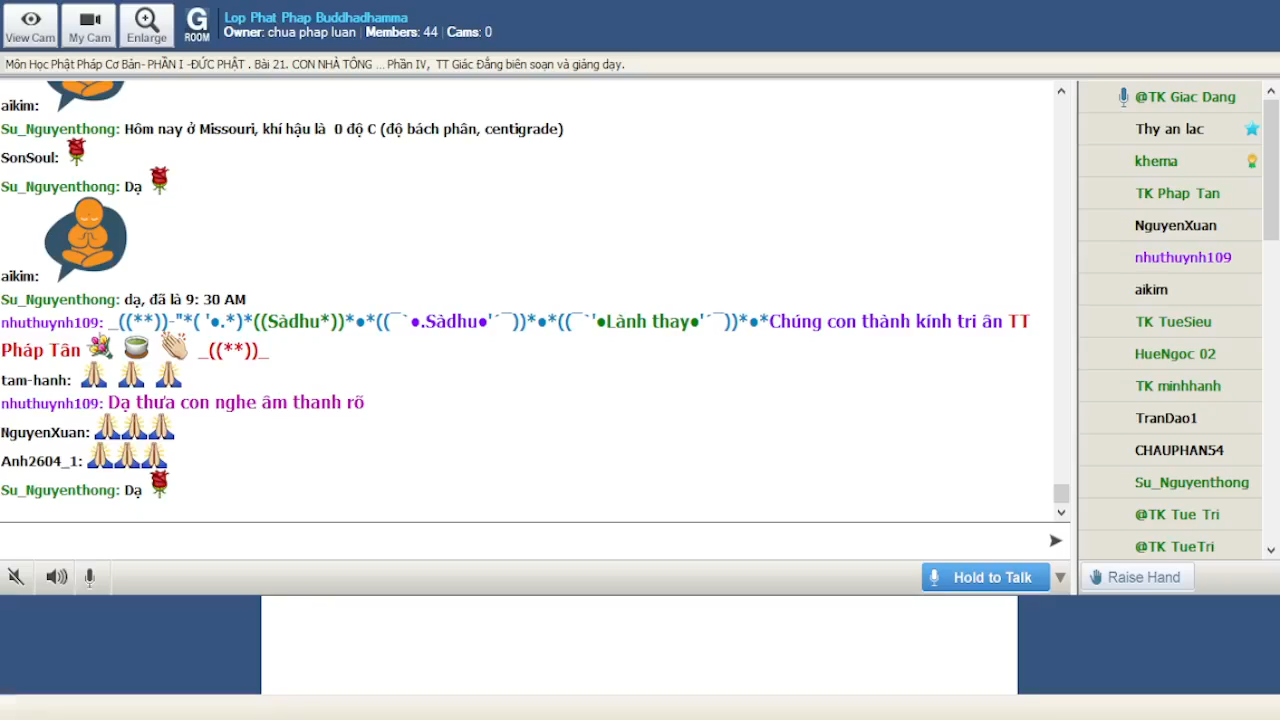 View Cam
My Cam
Enlarge
G
ROOM
Lop Phat Phap Buddhadhamma
Owner: chua phap luan | Members: 44 | Cams: 0
Môn Học Phật Pháp Cơ Bản- PHẦN I -ĐỨC PHẬT . Bài 21. CON NHÀ TÔNG ... Phần IV, TT Giác Đẳng biên soạn và giảng dạy.
aikim:
Su_Nguyenthong: Hôm nay ở Missouri, khí hậu là 0 độ C (độ bách phân, centigrade)
SonSoul:
Su_Nguyenthong: Dạ
aikim:
Su_Nguyenthong: dạ, đã là 9: 30 AM
nhuthuynh109: _((**))-"*( '●.*)*((Sàdhu*))*●*((¯`●.Sàdhu●'´¯))*●*●*((¯`'●Lành thay●'´¯))*●*Chúng con thành kính tri ân TT
Pháp Tân _((**))_
tam-hanh:
nhuthuynh109: Dạ thưa con nghe âm thanh rõ
NguyenXuan:
Anh2604_1:
Su_Nguyenthong: Dạ
Hold to Talk
@TK Giac Dang
Thy an lac
khema
TK Phap Tan
NguyenXuan
nhuthuynh109
aikim
TK TueSieu
HueNgoc 02
TK minhhanh
TranDao1
CHAUPHAN54
Su_Nguyenthong
@TK Tue Tri
@TK TueTri
Raise Hand